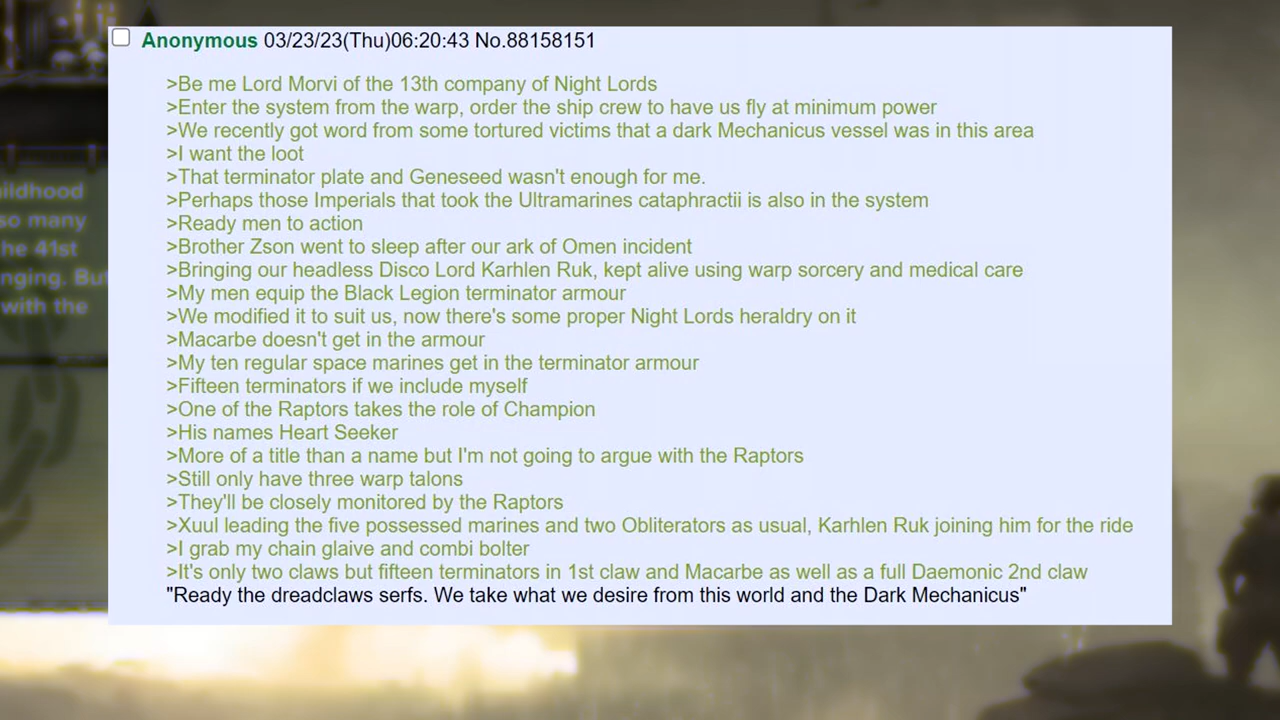 Anonymous 03/23/23(Thu)06:20:43 No.88158151
>Be me Lord Morvi of the 13th company of Night Lords
>Enter the system from the warp, order the ship crew to have us fly at minimum power
>We recently got word from some tortured victims that a dark Mechanicus vessel was in this area
>I want the loot
>That terminator plate and Geneseed wasn't enough for me.
>Perhaps those Imperials that took the Ultramarines cataphractii is also in the system
>Ready men to action
>Brother Zson went to sleep after our ark of Omen incident
>Bringing our headless Disco Lord Karhlen Ruk, kept alive using warp sorcery and medical care
>My men equip the Black Legion terminator armour
>We modified it to suit us, now there's some proper Night Lords heraldry on it
>Macarbe doesn't get in the armour
>My ten regular space marines get in the terminator armour
>Fifteen terminators if we include myself
>One of the Raptors takes the role of Champion
>His names Heart Seeker
>More of a title than a name but I'm not going to argue with the Raptors
>Still only have three warp talons
>They'll be closely monitored by the Raptors
>Xuul leading the five possessed marines and two Obliterators as usual, Karhlen Ruk joining him for the ride
>I grab my chain glaive and combi bolter
>It's only two claws but fifteen terminators in 1st claw and Macarbe as well as a full Daemonic 2nd claw
"Ready the dreadclaws serfs. We take what we desire from this world and the Dark Mechanicus"
ildhood
so many
he 41st
nging. But
with the